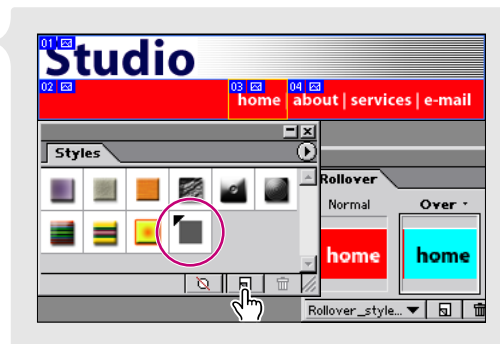 01
Studio
02
03
04
home
about | services | e-mail
Styles
Rollover
Normal
Over
home
home
Rollover_style...